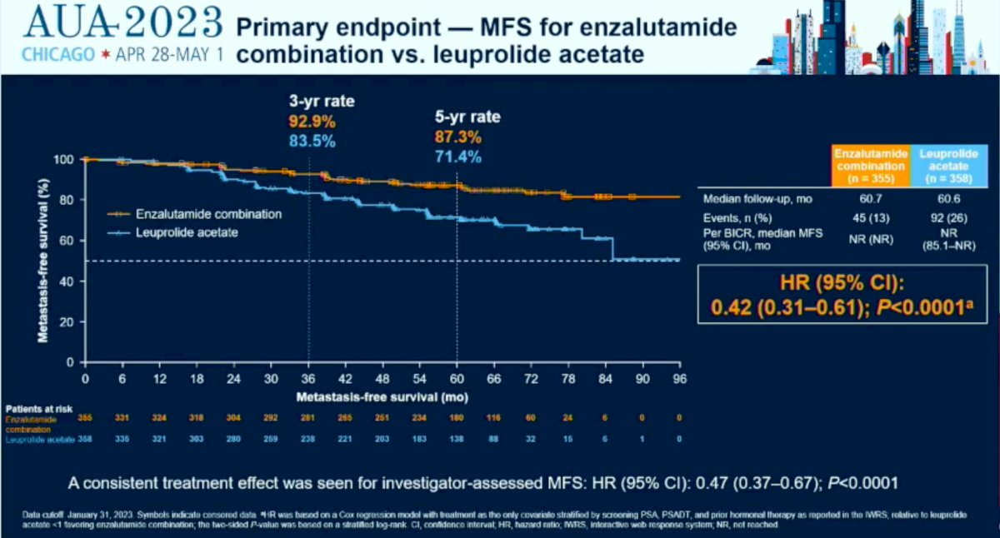 AUA 2023
CHICAGO ✶ APR 28-MAY 1
Primary endpoint — MFS for enzalutamide
combination vs. leuprolide acetate
3-yr rate
92.9%
83.5%
5-yr rate
87.3%
71.4%
Metastasis-free survival (%)
100
80
60
40
20
0
Enzalutamide combination
Leuprolide acetate
0 6 12 18 24 30 36 42 48 54 60 66 72 78 84 90 96
Metastasis-free survival (mo)
Patients at risk
Enzalutamide
combination
355 331 324 318 304 292 281 265 251 234 180 116 60 24 6 0 0
Leuprolide acetate 358 335 321 303 280 259 238 221 203 183 138 88 32 15 6 1 0
Enzalutamide
combination
(n = 355)
Leuprolide
acetate
(n = 358)
Median follow-up, mo 60.7 60.6
Events, n (%) 45 (13) 92 (26)
Per BICR, median MFS
(95% CI), mo
NR (NR)
NR
(85.1–NR)
HR (95% CI):
0.42 (0.31–0.61); P<0.0001ᵃ
A consistent treatment effect was seen for investigator-assessed MFS: HR (95% CI): 0.47 (0.37–0.67); P<0.0001
Data cutoff January 31, 2023. Symbols indicate censored data. ᵃHR was based on a Cox regression model with treatment as the only covariate stratified by screening PSA, PSADT, and prior hormonal therapy as reported in the IWRS, relative to leuprolide
acetate <1 favoring enzalutamide combination; the two-sided P-value was based on a stratified log-rank. CI, confidence interval; HR, hazard ratio; IWRS, interactive web response system; NR, not reached.